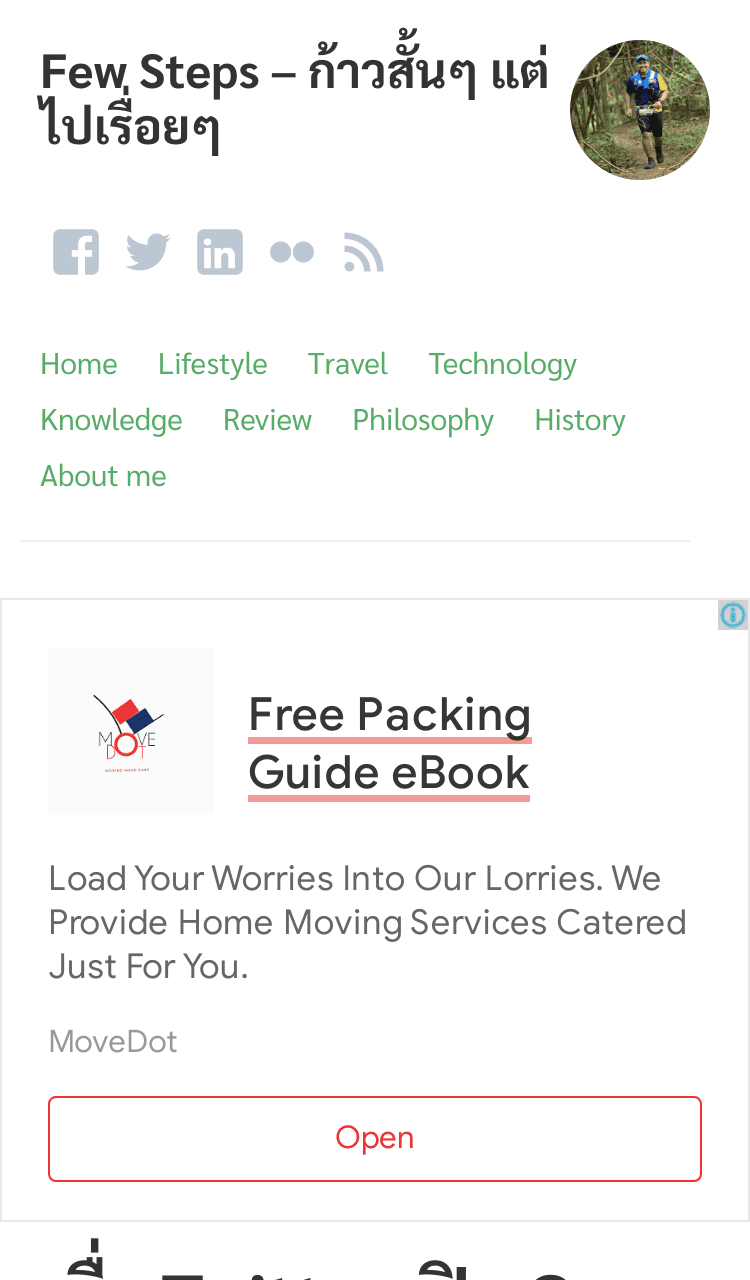 Few Steps – ก้าวสั้นๆ แต่
ไปเรื่อยๆ
Home Lifestyle Travel Technology
Knowledge Review Philosophy History
About me
MOVE
DOT
MOVING MADE EASY
Free Packing
Guide eBook
Load Your Worries Into Our Lorries. We
Provide Home Moving Services Catered
Just For You.
MoveDot
Open